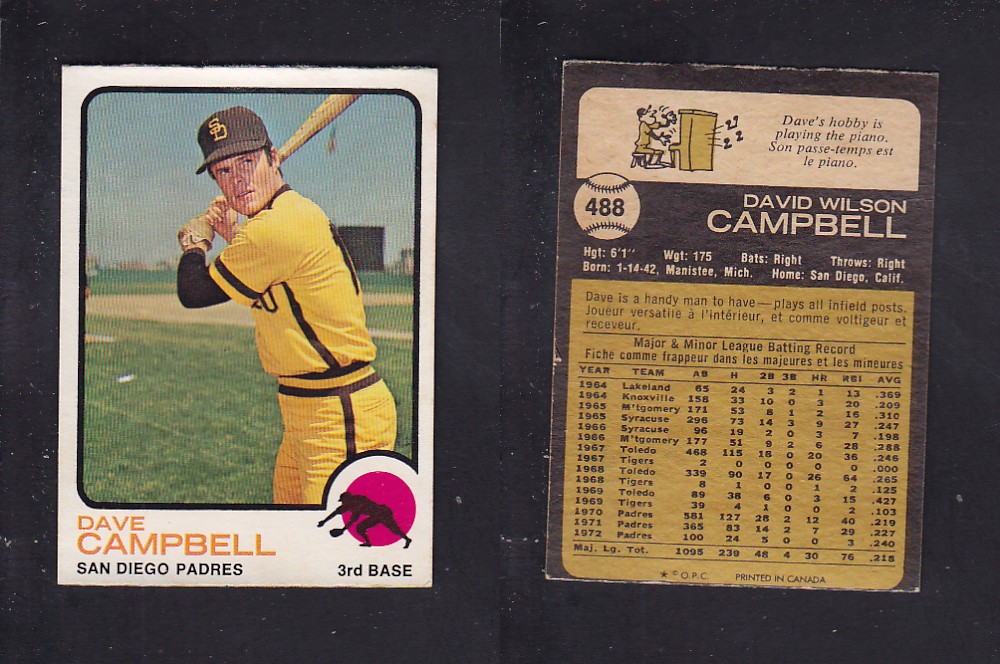 SD
DAVE
CAMPBELL
SAN DIEGO PADRES 3rd BASE
Dave's hobby is
playing the piano.
Son passe-temps est
le piano.
488
DAVID WILSON
CAMPBELL
Hgt: 6'1" Wgt: 175 Bats: Right Throws: Right
Born: 1-14-42, Manistee, Mich. Home: San Diego, Calif.
Dave is a handy man to have — plays all infield posts.
Joueur versatile à l'intérieur, et comme voltigeur et
receveur.
Major & Minor League Batting Record
Fiche comme frappeur dans les majeures et les mineures
YEAR TEAM AB H 2B 3B HR RBI AVG
1964 Lakeland 65 24 3 2 1 13 .369
1964 Knoxville 158 33 10 0 3 20 .209
1965 M'tgomery 171 53 8 1 2 16 .310
1965 Syracuse 296 73 14 3 9 27 .247
1966 Syracuse 96 19 2 0 3 7 .198
1966 M'tgomery 177 51 9 2 6 28 .288
1967 Toledo 468 115 18 0 20 36 .246
1967 Tigers 2 0 0 0 0 0 .000
1968 Toledo 339 90 17 0 26 64 .265
1968 Tigers 8 1 0 0 1 2 .125
1969 Toledo 89 38 6 0 3 15 .427
1969 Tigers 39 4 1 0 0 2 .103
1970 Padres 581 127 28 2 12 40 .219
1971 Padres 365 83 14 2 7 29 .227
1972 Padres 100 24 5 0 0 3 .240
Maj. Lg. Tot. 1095 239 48 4 30 76 .218
★ © O.P.C. PRINTED IN CANADA